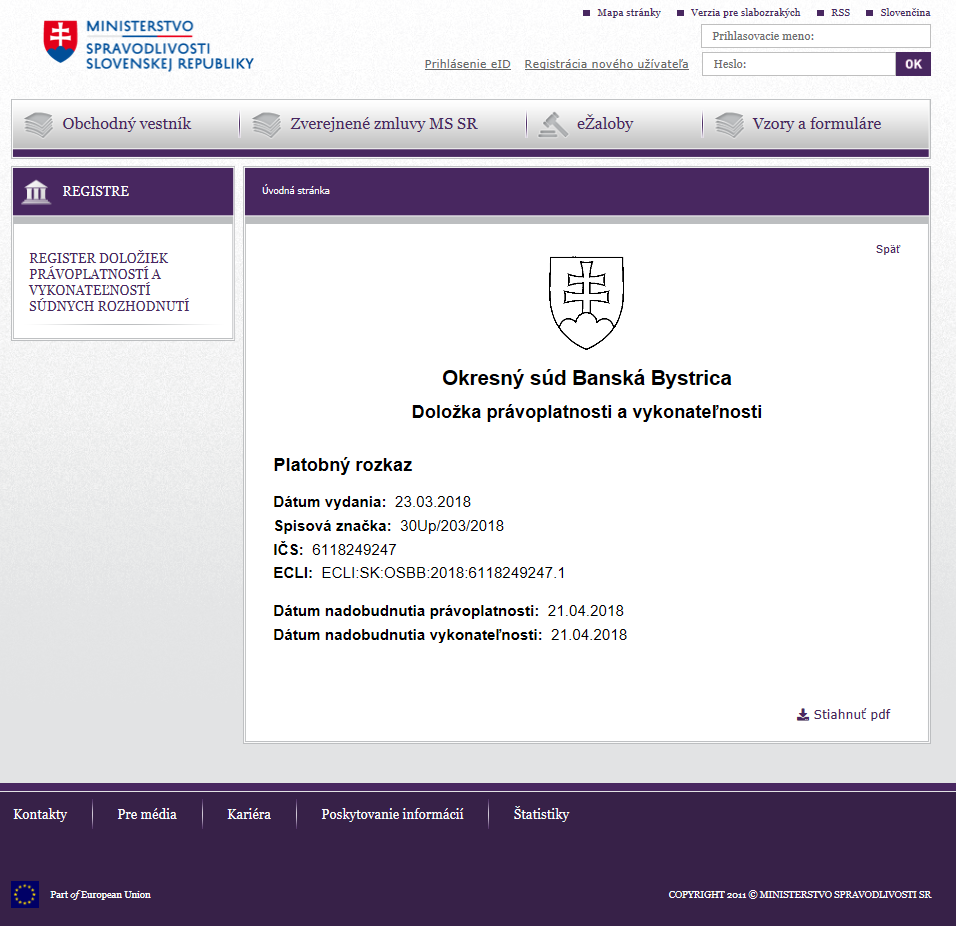 Mapa stránky Verzia pre slabozrakých RSS Slovenčina
MINISTERSTVO
SPRAVODLIVOSTI
SLOVENSKEJ REPUBLIKY
Prihlasovacie meno:
Prihlásenie eID Registrácia nového užívateľa Heslo: OK
Obchodný vestník Zverejnené zmluvy MS SR eŽaloby Vzory a formuláre
REGISTRE
Úvodná stránka
REGISTER DOLOŽIEK
PRÁVOPLATNOSTÍ A
VYKONATEĽNOSTÍ
SÚDNYCH ROZHODNUTÍ
Späť
Okresný súd Banská Bystrica
Doložka právoplatnosti a vykonateľnosti
Platobný rozkaz
Dátum vydania: 23.03.2018
Spisová značka: 30Up/203/2018
IČS: 6118249247
ECLI: ECLI:SK:OSBB:2018:6118249247.1
Dátum nadobudnutia právoplatnosti: 21.04.2018
Dátum nadobudnutia vykonateľnosti: 21.04.2018
Stiahnuť pdf
Kontakty Pre média Kariéra Poskytovanie informácií Štatistiky
Part of European Union
COPYRIGHT 2011 © MINISTERSTVO SPRAVODLIVOSTI SR